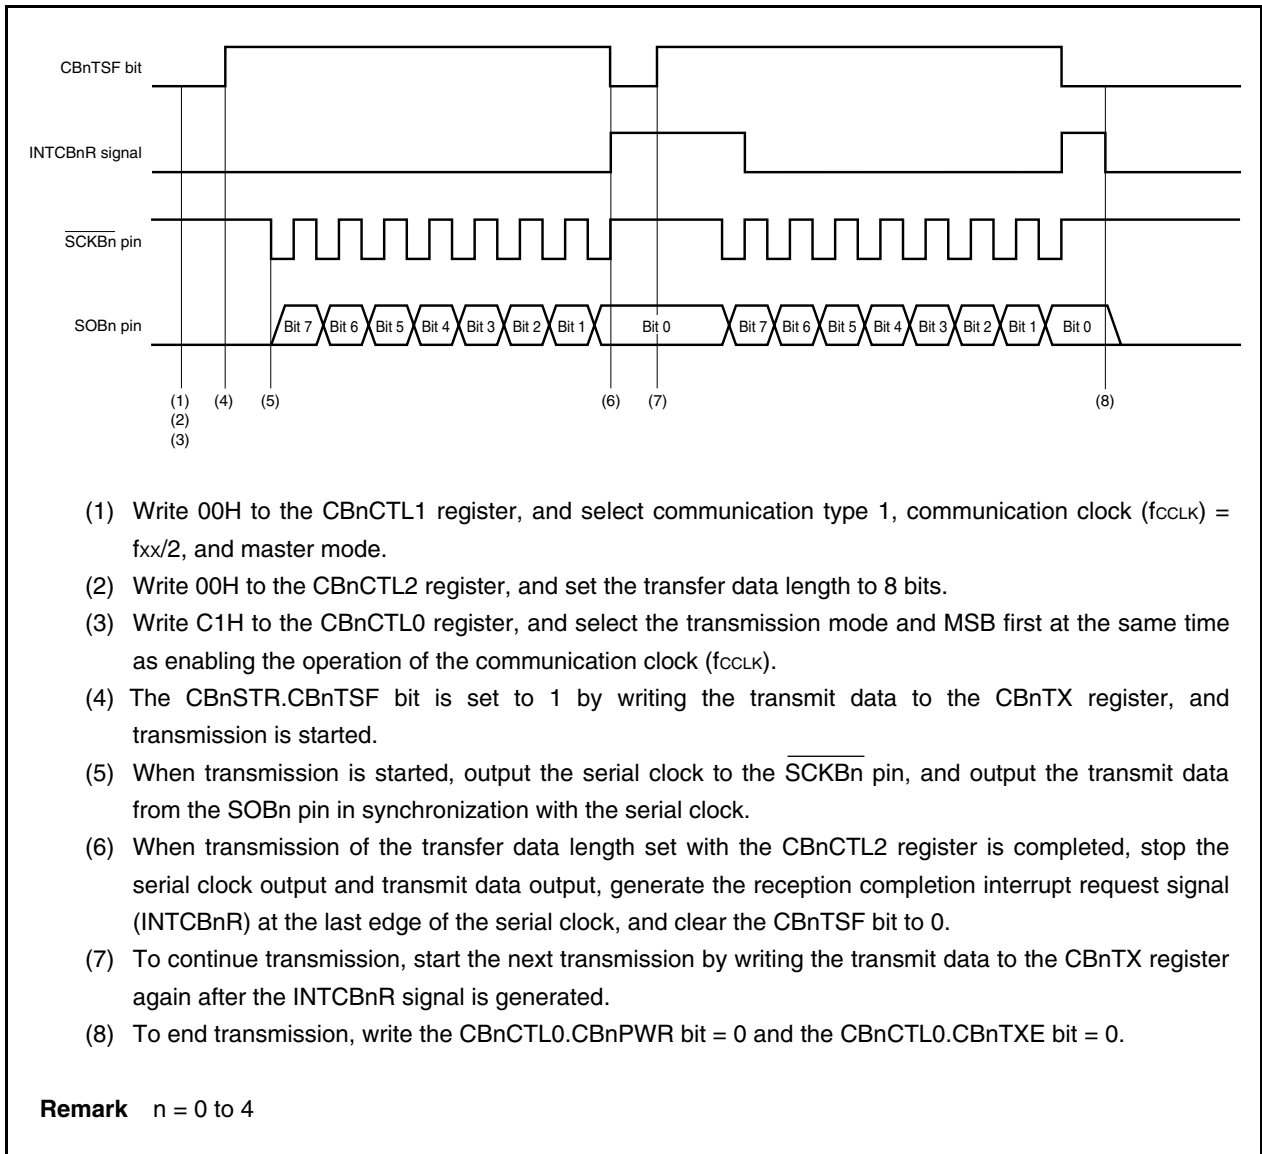 CBnTSF bit
INTCBnR signal
SCKBn pin
SOBn pin
Bit 7 Bit 6 Bit 5 Bit 4 Bit 3 Bit 2 Bit 1 Bit 0 Bit 7 Bit 6 Bit 5 Bit 4 Bit 3 Bit 2 Bit 1 Bit 0
(1) (4) (5) (6) (7) (8)
(2)
(3)
(1) Write 00H to the CBnCTL1 register, and select communication type 1, communication clock (fCCLK) =
fxx/2, and master mode.
(2) Write 00H to the CBnCTL2 register, and set the transfer data length to 8 bits.
(3) Write C1H to the CBnCTL0 register, and select the transmission mode and MSB first at the same time
as enabling the operation of the communication clock (fCCLK).
(4) The CBnSTR.CBnTSF bit is set to 1 by writing the transmit data to the CBnTX register, and
transmission is started.
(5) When transmission is started, output the serial clock to the SCKBn pin, and output the transmit data
from the SOBn pin in synchronization with the serial clock.
(6) When transmission of the transfer data length set with the CBnCTL2 register is completed, stop the
serial clock output and transmit data output, generate the reception completion interrupt request signal
(INTCBnR) at the last edge of the serial clock, and clear the CBnTSF bit to 0.
(7) To continue transmission, start the next transmission by writing the transmit data to the CBnTX register
again after the INTCBnR signal is generated.
(8) To end transmission, write the CBnCTL0.CBnPWR bit = 0 and the CBnCTL0.CBnTXE bit = 0.
Remark n = 0 to 4